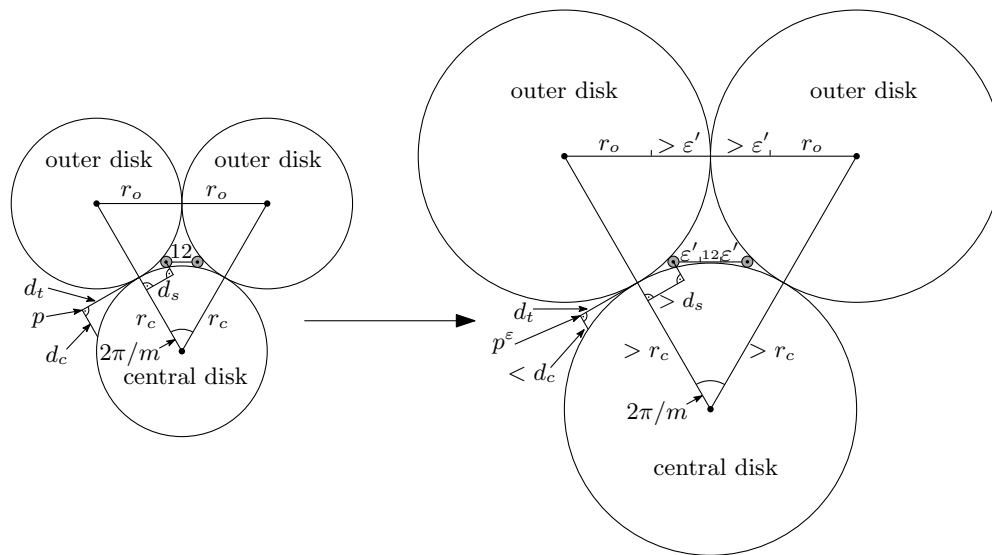 outer disk
outer disk
r_o
r_o
12
d_t
p
d_s
r_c
r_c
d_c
2π/m
central disk
outer disk
outer disk
r_o
> ε′
> ε′
r_o
ε′
12
ε′
d_t
> d_s
p^ε
< d_c
> r_c
> r_c
2π/m
central disk